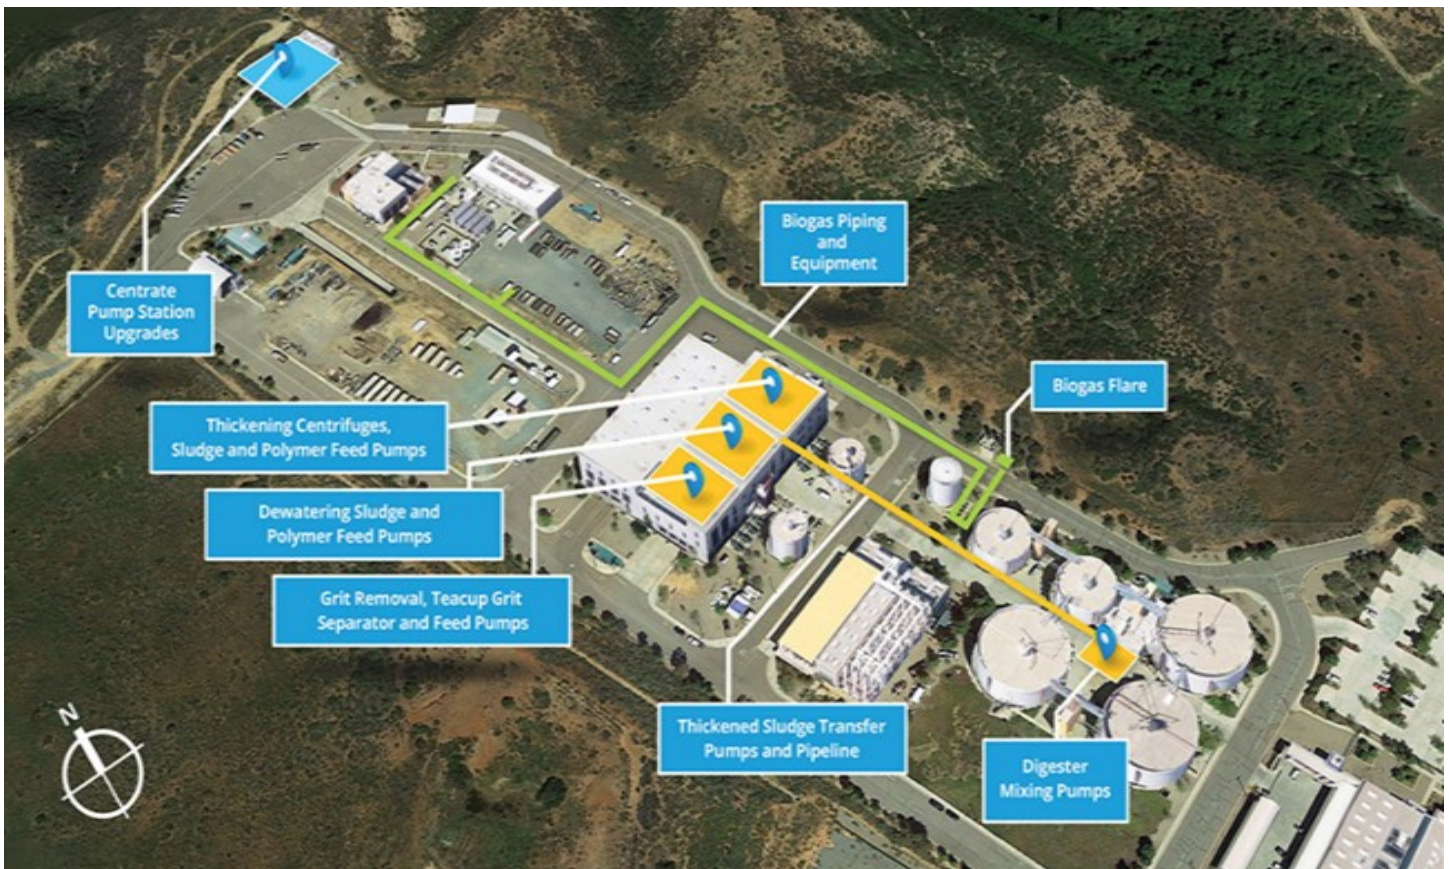 Biogas Piping
and
Equipment
Centrate
Pump Station
Upgrades
Biogas Flare
Thickening Centrifuges,
Sludge and Polymer Feed Pumps
Dewatering Sludge and
Polymer Feed Pumps
Grit Removal, Teacup Grit
Separator and Feed Pumps
Thickened Sludge Transfer
Pumps and Pipeline
Digester
Mixing Pumps
N